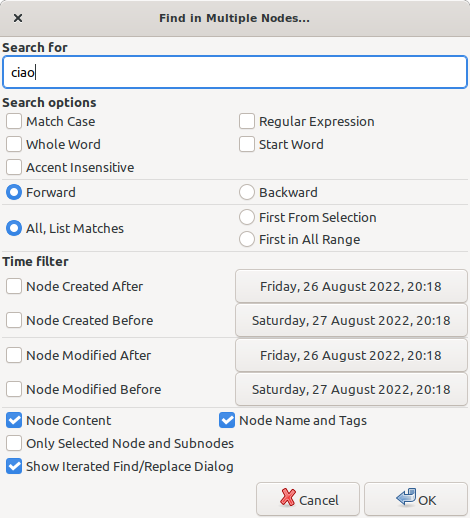 Find in Multiple Nodes...
Search for
ciao
Search options
Match Case Regular Expression
Whole Word Start Word
Accent Insensitive
Forward Backward
All, List Matches First From Selection
First in All Range
Time filter
Node Created After Friday, 26 August 2022, 20:18
Node Created Before Saturday, 27 August 2022, 20:18
Node Modified After Friday, 26 August 2022, 20:18
Node Modified Before Saturday, 27 August 2022, 20:18
Node Content Node Name and Tags
Only Selected Node and Subnodes
Show Iterated Find/Replace Dialog
Cancel OK